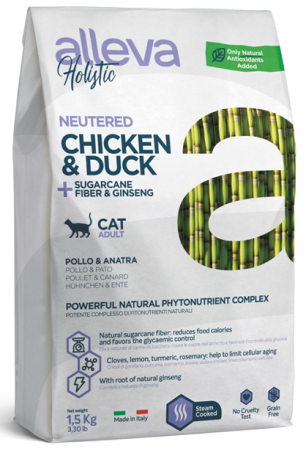 alleva
Holistic
Only Natural
Antioxidants
Added
NEUTERED
CHICKEN
& DUCK
+ SUGARCANE
FIBER & GINSENG
CAT
ADULT
POLLO & ANATRA
POLLO & PATO
POULET & CANARD
HÜHNCHEN & ENTE
POWERFUL NATURAL PHYTONUTRIENT COMPLEX
POTENTE COMPLESSO DI FITONUTRIENTI NATURALI
Natural sugarcane fiber: reduces food calories
and favors the glycaemic control
Cloves, lemon, turmeric, rosemary: help to limit cellular aging
With root of natural ginseng
Net weight
1,5 Kg
3.30 lb
Made in Italy
Steam
Cooked
No Cruelty
Test
Grain
Free